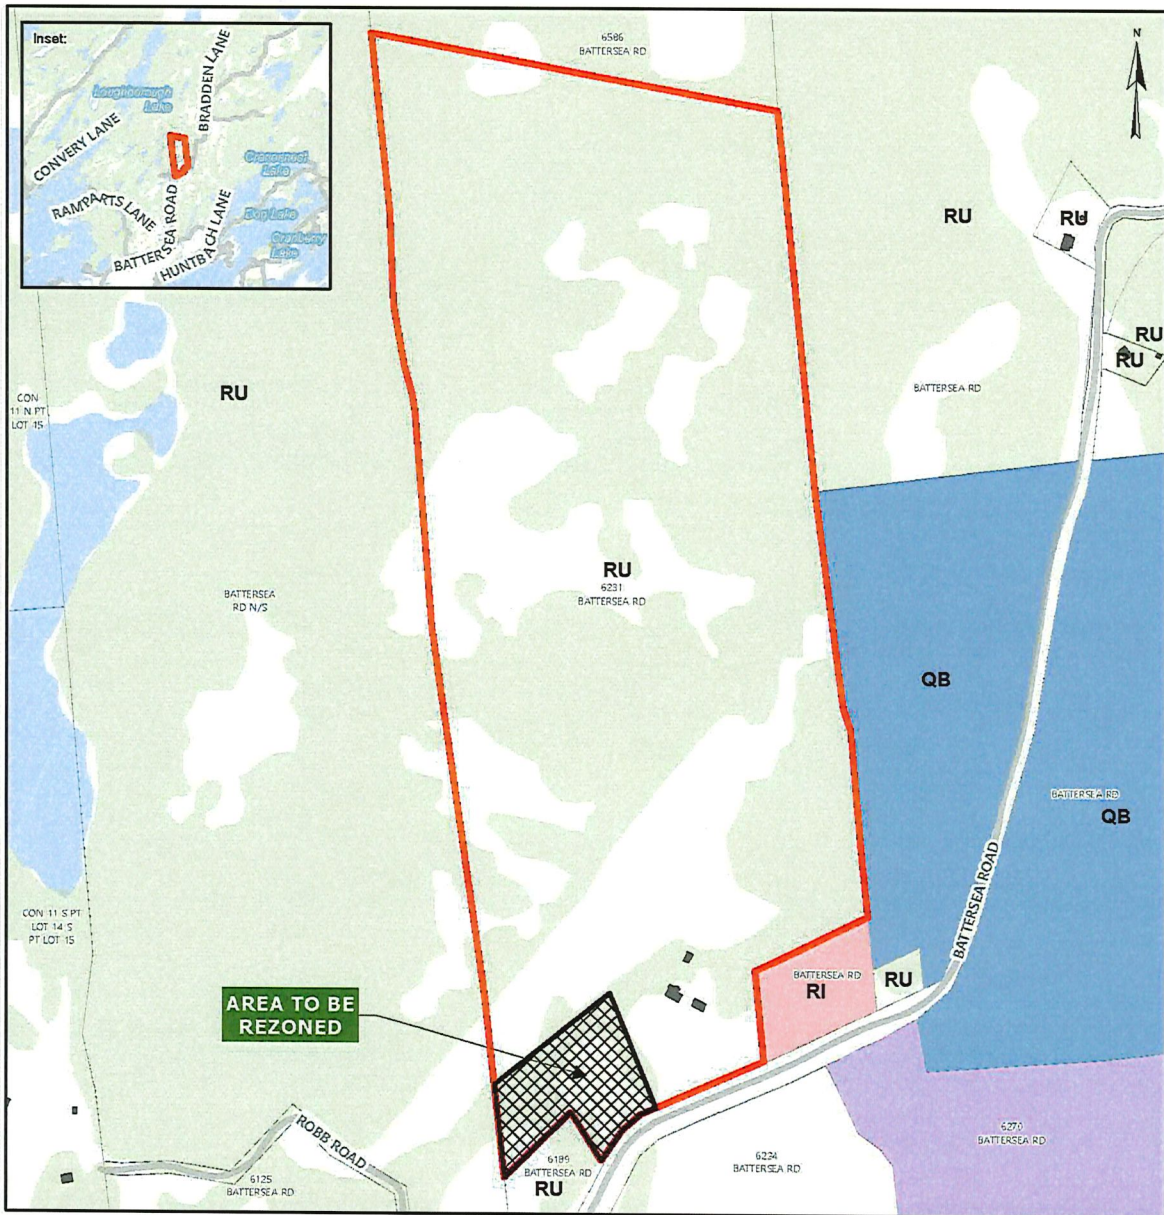 Inset:
Loughborough
Lake
BRADDEN LANE
CONVERY LANE
Cranesnest
Lake
RAMPARTS LANE
BATTERSEA ROAD
Dog Lake
HUNTBACH LANE
Cranberry
Lake
6586
BATTERSEA RD
N
RU
RU
RU
RU
BATTERSEA RD
CON
11 N PT
LOT 15
RU
RU
6231
BATTERSEA RD
BATTERSEA
RD N/S
QB
BATTERSEA RD
QB
BATTERSEA ROAD
CON 11 S PT
LOT 14 S
PT LOT 15
BATTERSEA RD
RI
RU
AREA TO BE
REZONED
ROBB ROAD
6125
BATTERSEA RD
6189
BATTERSEA RD
RU
6234
BATTERSEA RD
6270
BATTERSEA RD